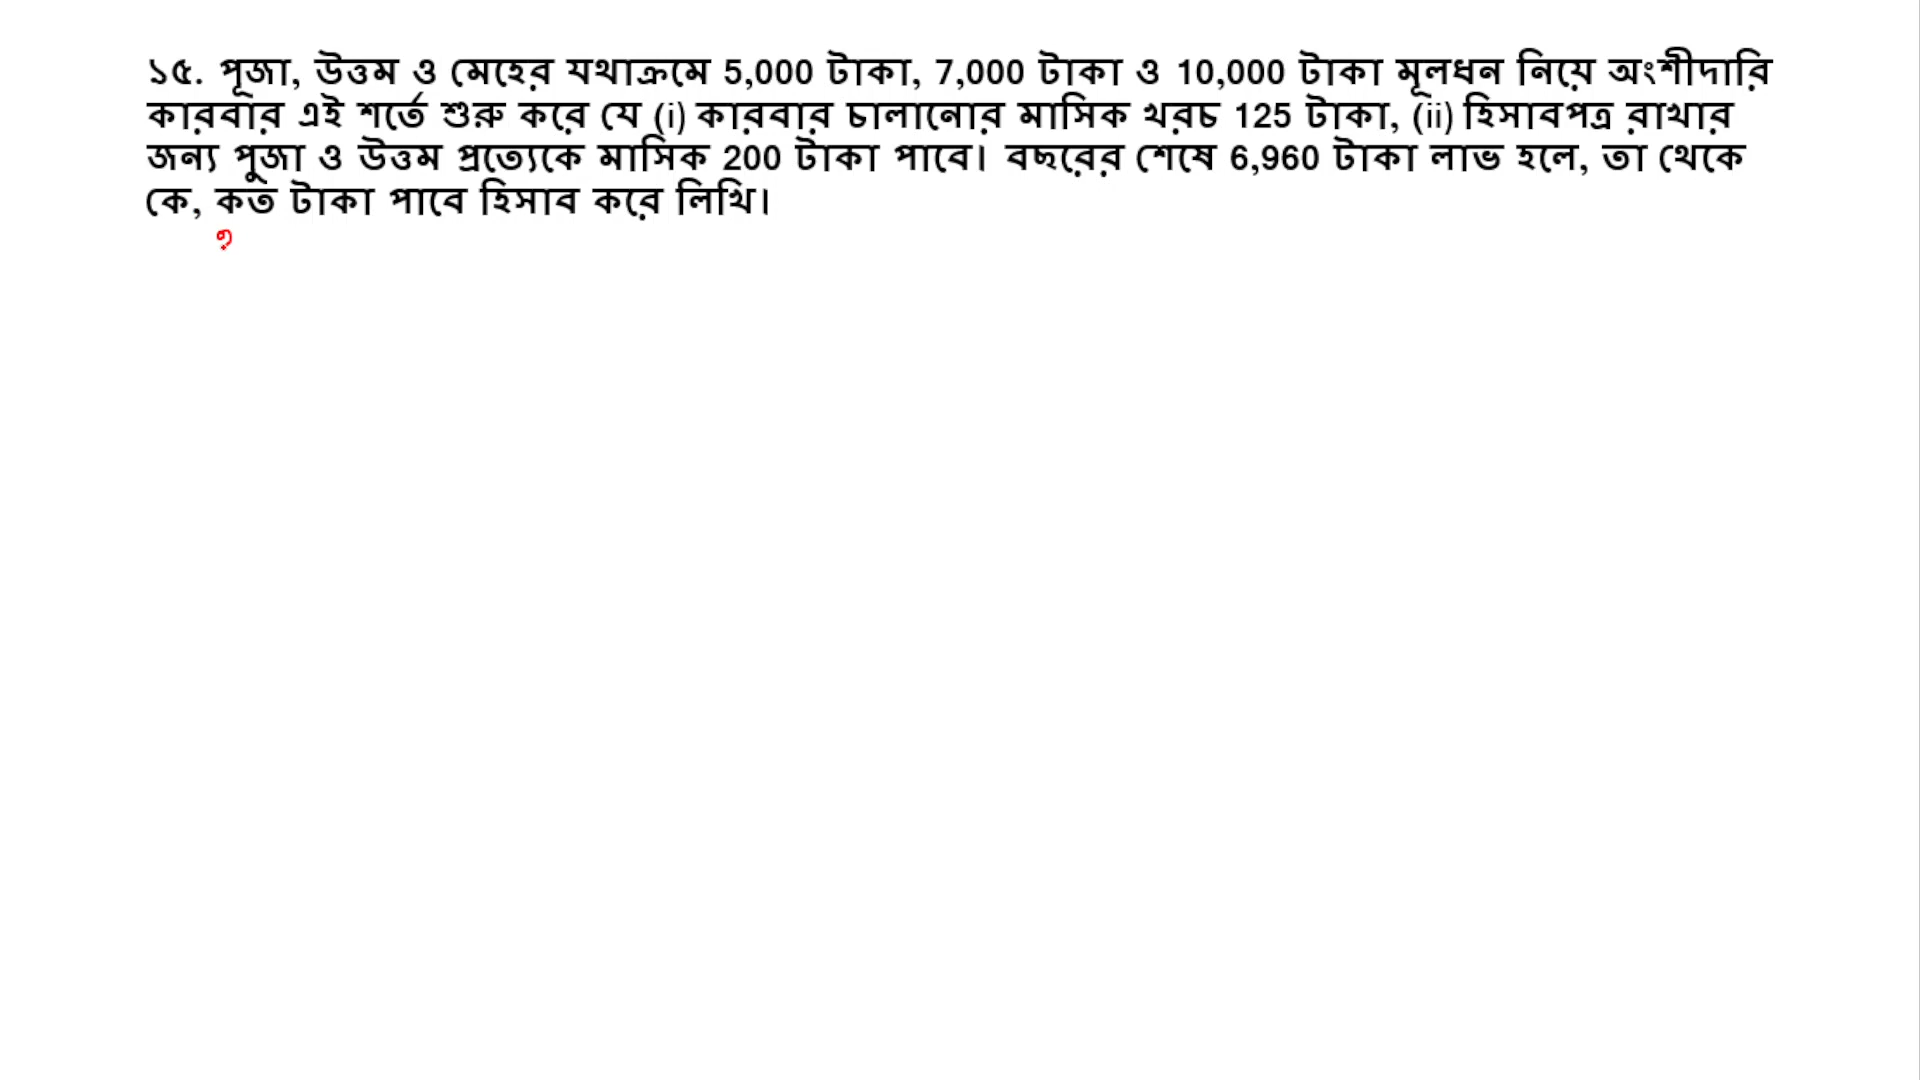 ১৫. পূজা, উত্তম ও মেহের যথাক্রমে 5,000 টাকা, 7,000 টাকা ও 10,000 টাকা মূলধন নিয়ে অংশীদারি
কারবার এই শর্তে শুরু করে যে (i) কারবার চালানোর মাসিক খরচ 125 টাকা, (ii) হিসাবপত্র রাখার
জন্য পুজা ও উত্তম প্রত্যেকে মাসিক 200 টাকা পাবে। বছরের শেষে 6,960 টাকা লাভ হলে, তা থেকে
কে, কত টাকা পাবে হিসাব করে লিখি।